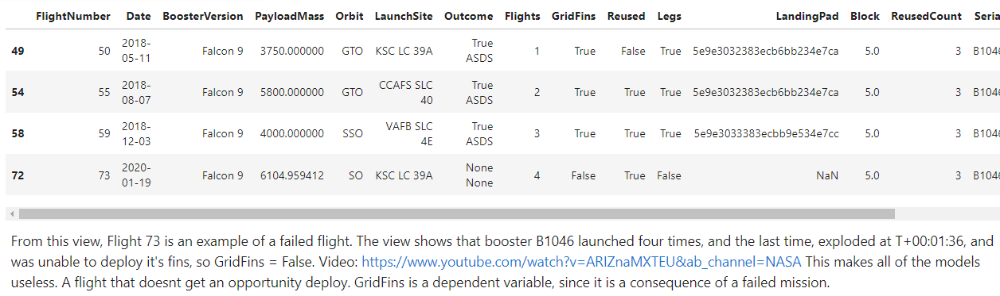 FlightNumber Date BoosterVersion PayloadMass Orbit LaunchSite Outcome Flights GridFins Reused Legs LandingPad Block ReusedCount Seria
49 50 2018-05-11 Falcon 9 3750.000000 GTO KSC LC 39A True ASDS 1 True False True 5e9e3032383ecb6bb234e7ca 5.0 3 B1046
54 55 2018-08-07 Falcon 9 5800.000000 GTO CCAFS SLC 40 True ASDS 2 True True True 5e9e3032383ecb6bb234e7ca 5.0 3 B1046
58 59 2018-12-03 Falcon 9 4000.000000 SSO VAFB SLC 4E True ASDS 3 True True True 5e9e3033383ecbb9e534e7cc 5.0 3 B1046
72 73 2020-01-19 Falcon 9 6104.959412 SO KSC LC 39A None None 4 False True False NaN 5.0 3 B1046
From this view, Flight 73 is an example of a failed flight. The view shows that booster B1046 launched four times, and the last time, exploded at T+00:01:36, and
was unable to deploy it's fins, so GridFins = False. Video: https://www.youtube.com/watch?v=ARIZnaMXTEU&ab_channel=NASA This makes all of the models
useless. A flight that doesnt get an opportunity deploy. GridFins is a dependent variable, since it is a consequence of a failed mission.